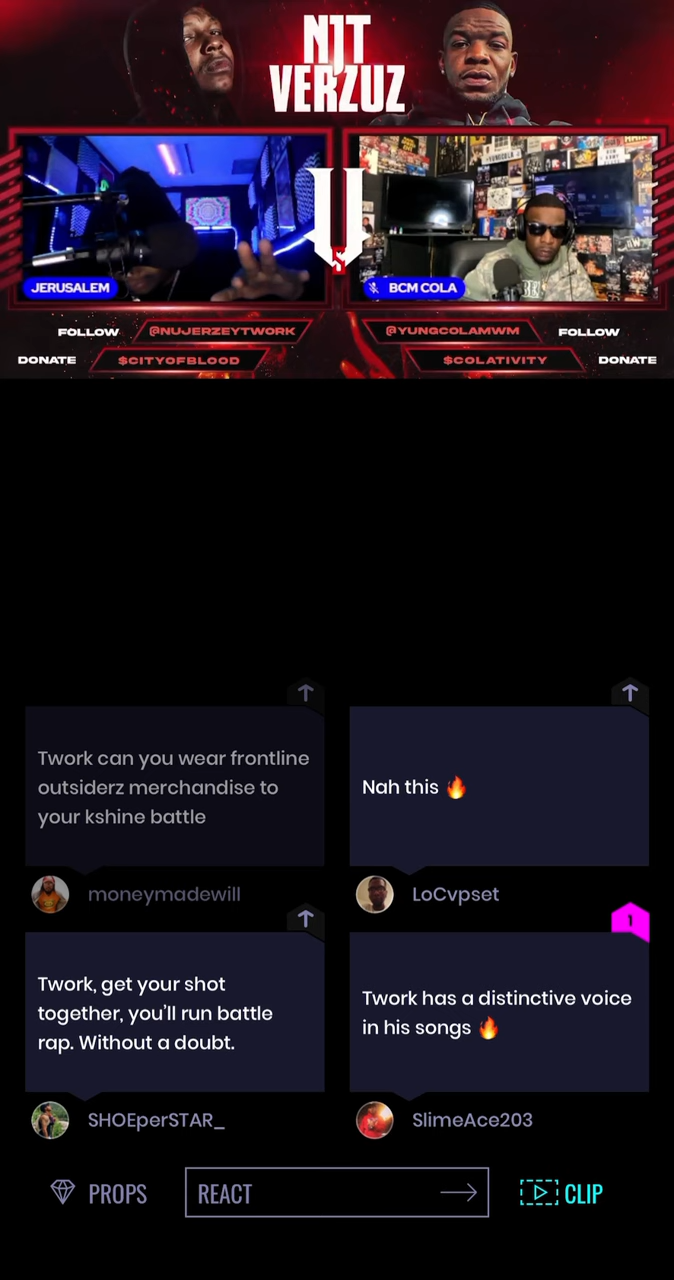 NJT
VERZUZ
JERUSALEM
BCM COLA
FOLLOW
@NUJERZEYTWORK
@YUNGCOLAMWM
FOLLOW
DONATE
$CITYOFBLOOD
$COLATIVITY
DONATE
Twork can you wear frontline
outsiderz merchandise to
your kshine battle
moneymadewill
Nah this 🔥
LoCvpset
Twork, get your shot
together, you’ll run battle
rap. Without a doubt.
SHOEperSTAR_
1
Twork has a distinctive voice
in his songs 🔥
SlimeAce203
PROPS
REACT
CLIP